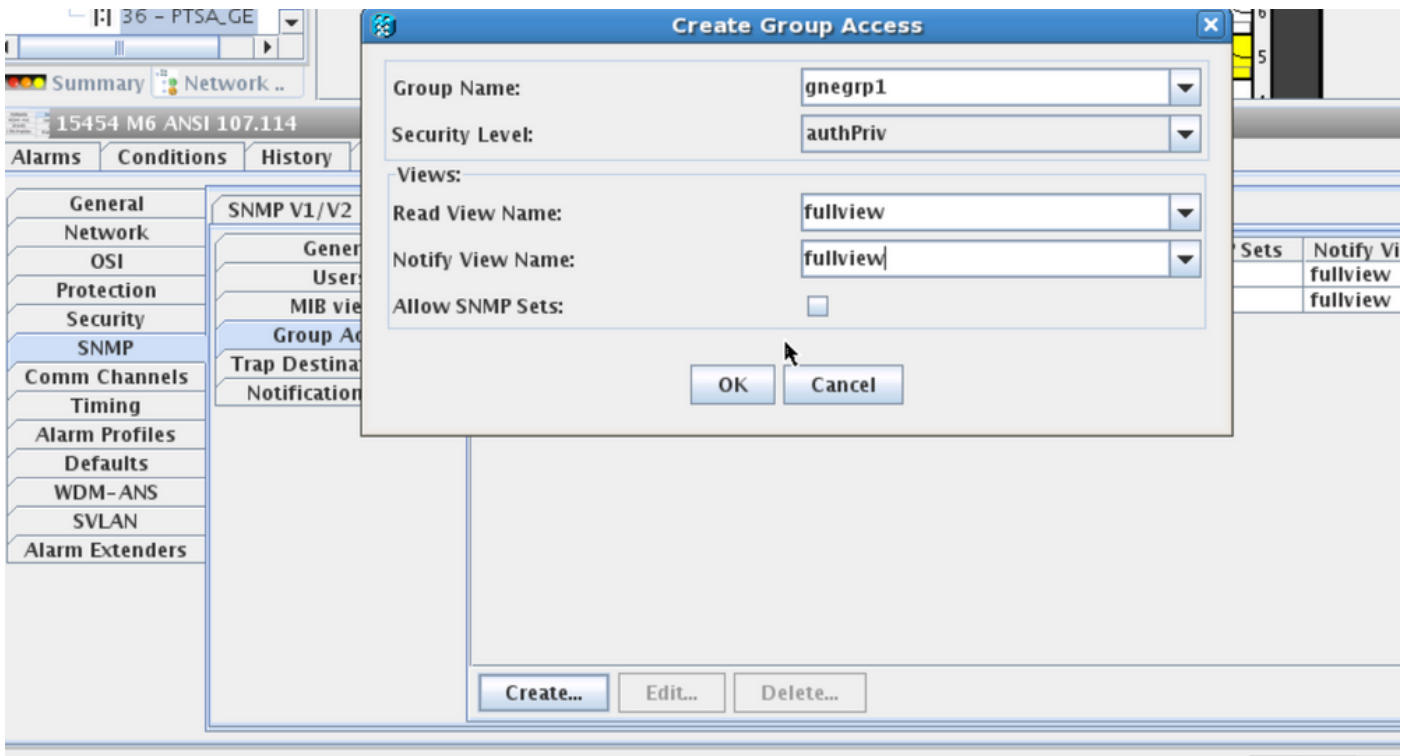 36 - PTSA_GE
Summary Network ..
15454 M6 ANSI 107.114
Alarms Conditions History
General
Network
OSI
Protection
Security
SNMP
Comm Channels
Timing
Alarm Profiles
Defaults
WDM-ANS
SVLAN
Alarm Extenders
SNMP V1/V2
Gener
User
MIB vie
Group Ac
Trap Destina
Notification
Create Group Access
Group Name: gnegrp1
Security Level: authPriv
Views:
Read View Name: fullview
Notify View Name: fullview
Allow SNMP Sets:
OK Cancel
6
5
Sets Notify Vi
fullview
fullview
Create... Edit... Delete...